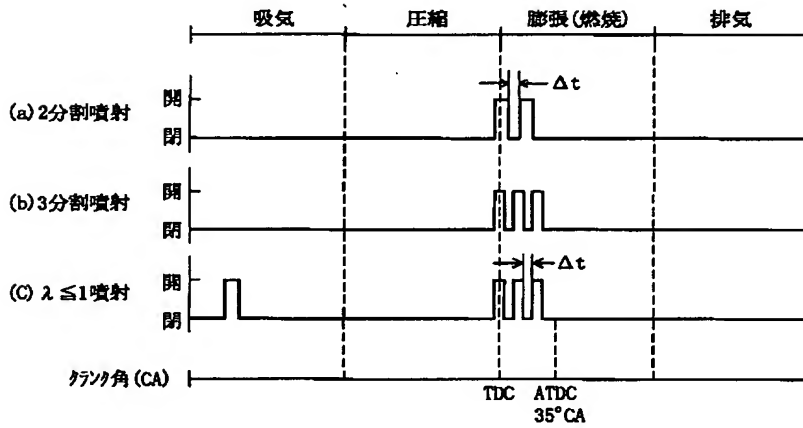 吸気 圧縮 膨張(燃焼) 排気
(a)2分割噴射 開 閉 Δt
(b)3分割噴射 開 閉
(C) λ≦1噴射 開 閉 Δt
クランク角(CA)
TDC ATDC
35°CA